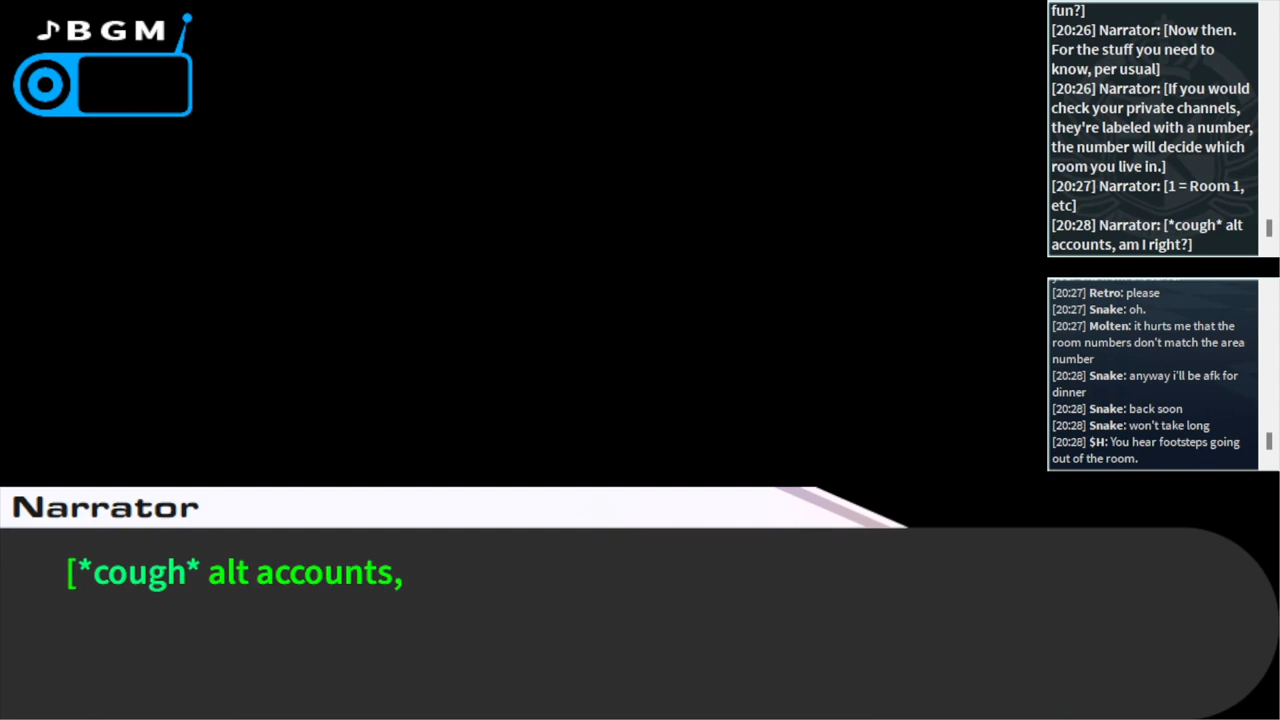 ♪BGM
fun?]
[20:26] Narrator: [Now then.
For the stuff you need to
know, per usual]
[20:26] Narrator: [If you would
check your private channels,
they're labeled with a number,
the number will decide which
room you live in.]
[20:27] Narrator: [1 = Room 1,
etc]
[20:28] Narrator: [*cough* alt
accounts, am I right?]
[20:27] Retro: please
[20:27] Snake: oh.
[20:27] Molten: it hurts me that the
room numbers don't match the area
number
[20:28] Snake: anyway i'll be afk for
dinner
[20:28] Snake: back soon
[20:28] Snake: won't take long
[20:28] $H: You hear footsteps going
out of the room.
Narrator
[*cough* alt accounts,